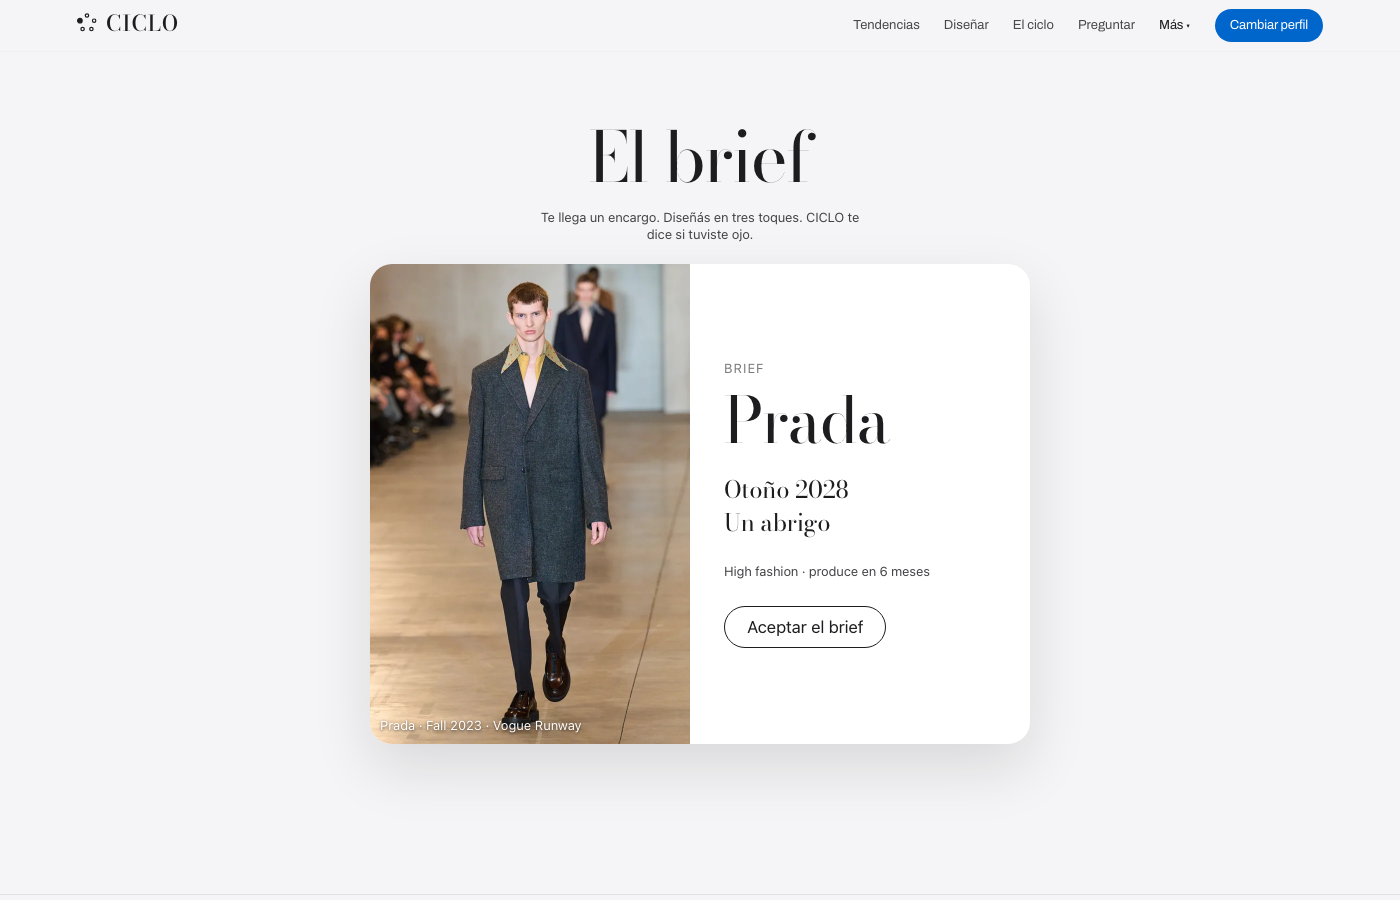 CICLO
Tendencias
Diseñar
El ciclo
Preguntar
Más
Cambiar perfil
El brief
Te llega un encargo. Diseñás en tres toques. CICLO te
dice si tuviste ojo.
BRIEF
Prada
Otoño 2028
Un abrigo
High fashion · produce en 6 meses
Aceptar el brief
Prada · Fall 2023 · Vogue Runway